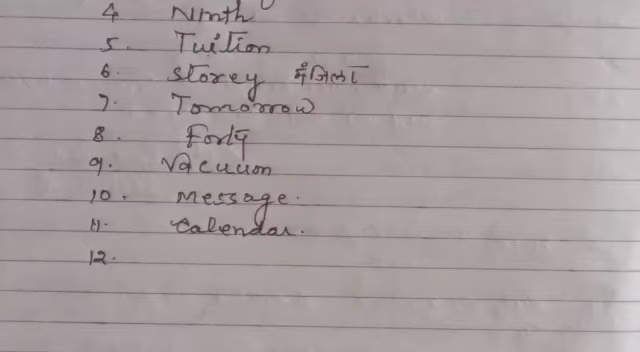 4 Ninth
5. Tuition
6. Storey मंजिला
7. Tomorrow
8. Forty
9. Vacuum
10. Message.
11. Calendar.
12.